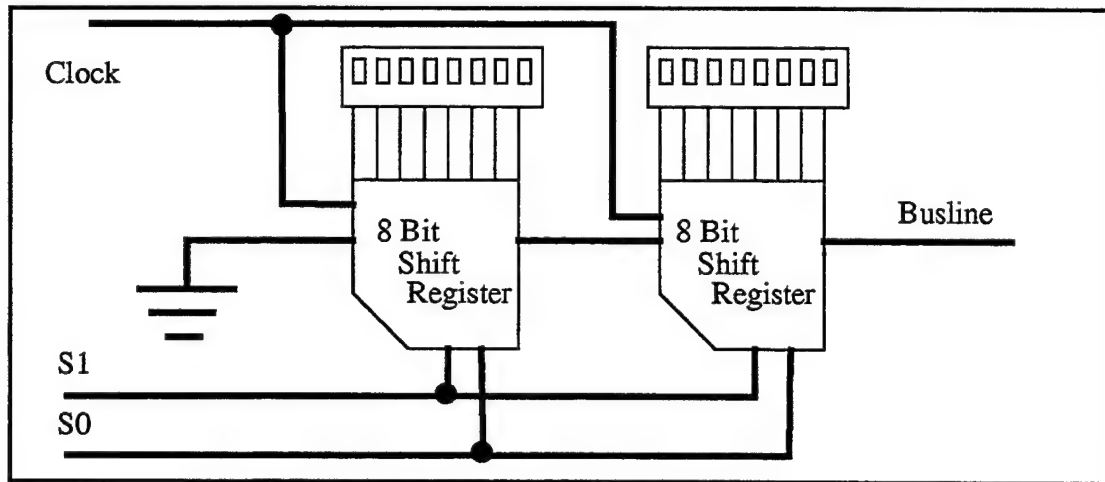 Clock
8 Bit
Shift
Register
8 Bit
Shift
Register
Busline
S1
S0